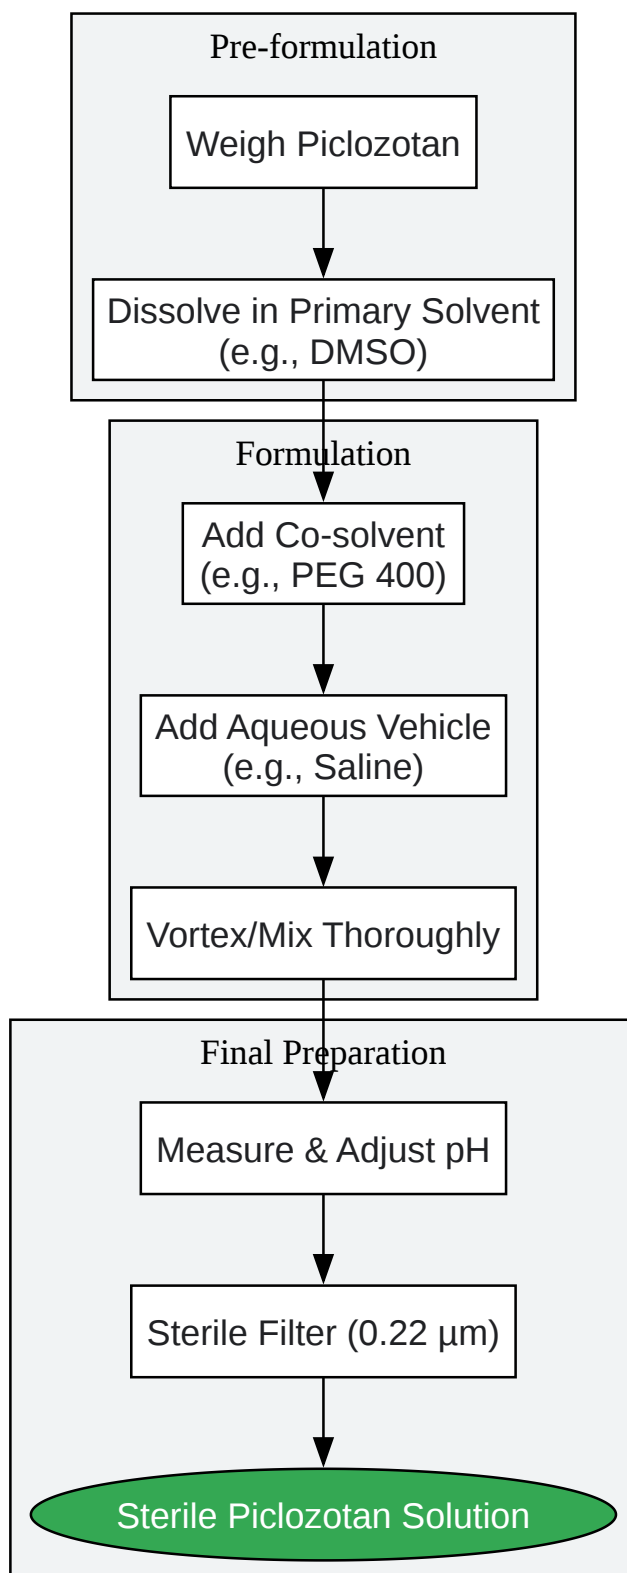 Pre-formulation
Weigh Piclozotan
Dissolve in Primary Solvent
(e.g., DMSO)
Formulation
Add Co-solvent
(e.g., PEG 400)
Add Aqueous Vehicle
(e.g., Saline)
Vortex/Mix Thoroughly
Final Preparation
Measure & Adjust pH
Sterile Filter (0.22 µm)
Sterile Piclozotan Solution